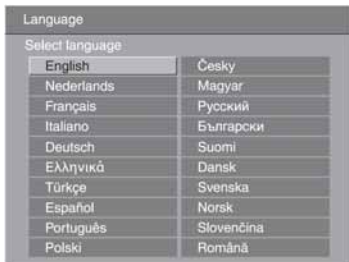 Language
Select language
English
Nederlands
Français
Italiano
Deutsch
Ελληνικά
Türkçe
Español
Português
Polski
Česky
Magyar
Русский
Български
Suomi
Dansk
Svenska
Norsk
Slovenčina
Română